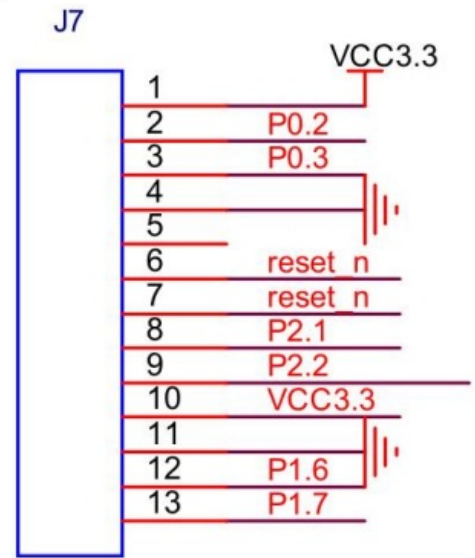 J7
VCC3.3
1
2 P0.2
3 P0.3
4
5
6 reset_n
7 reset_n
8 P2.1
9 P2.2
10 VCC3.3
11
12 P1.6
13 P1.7